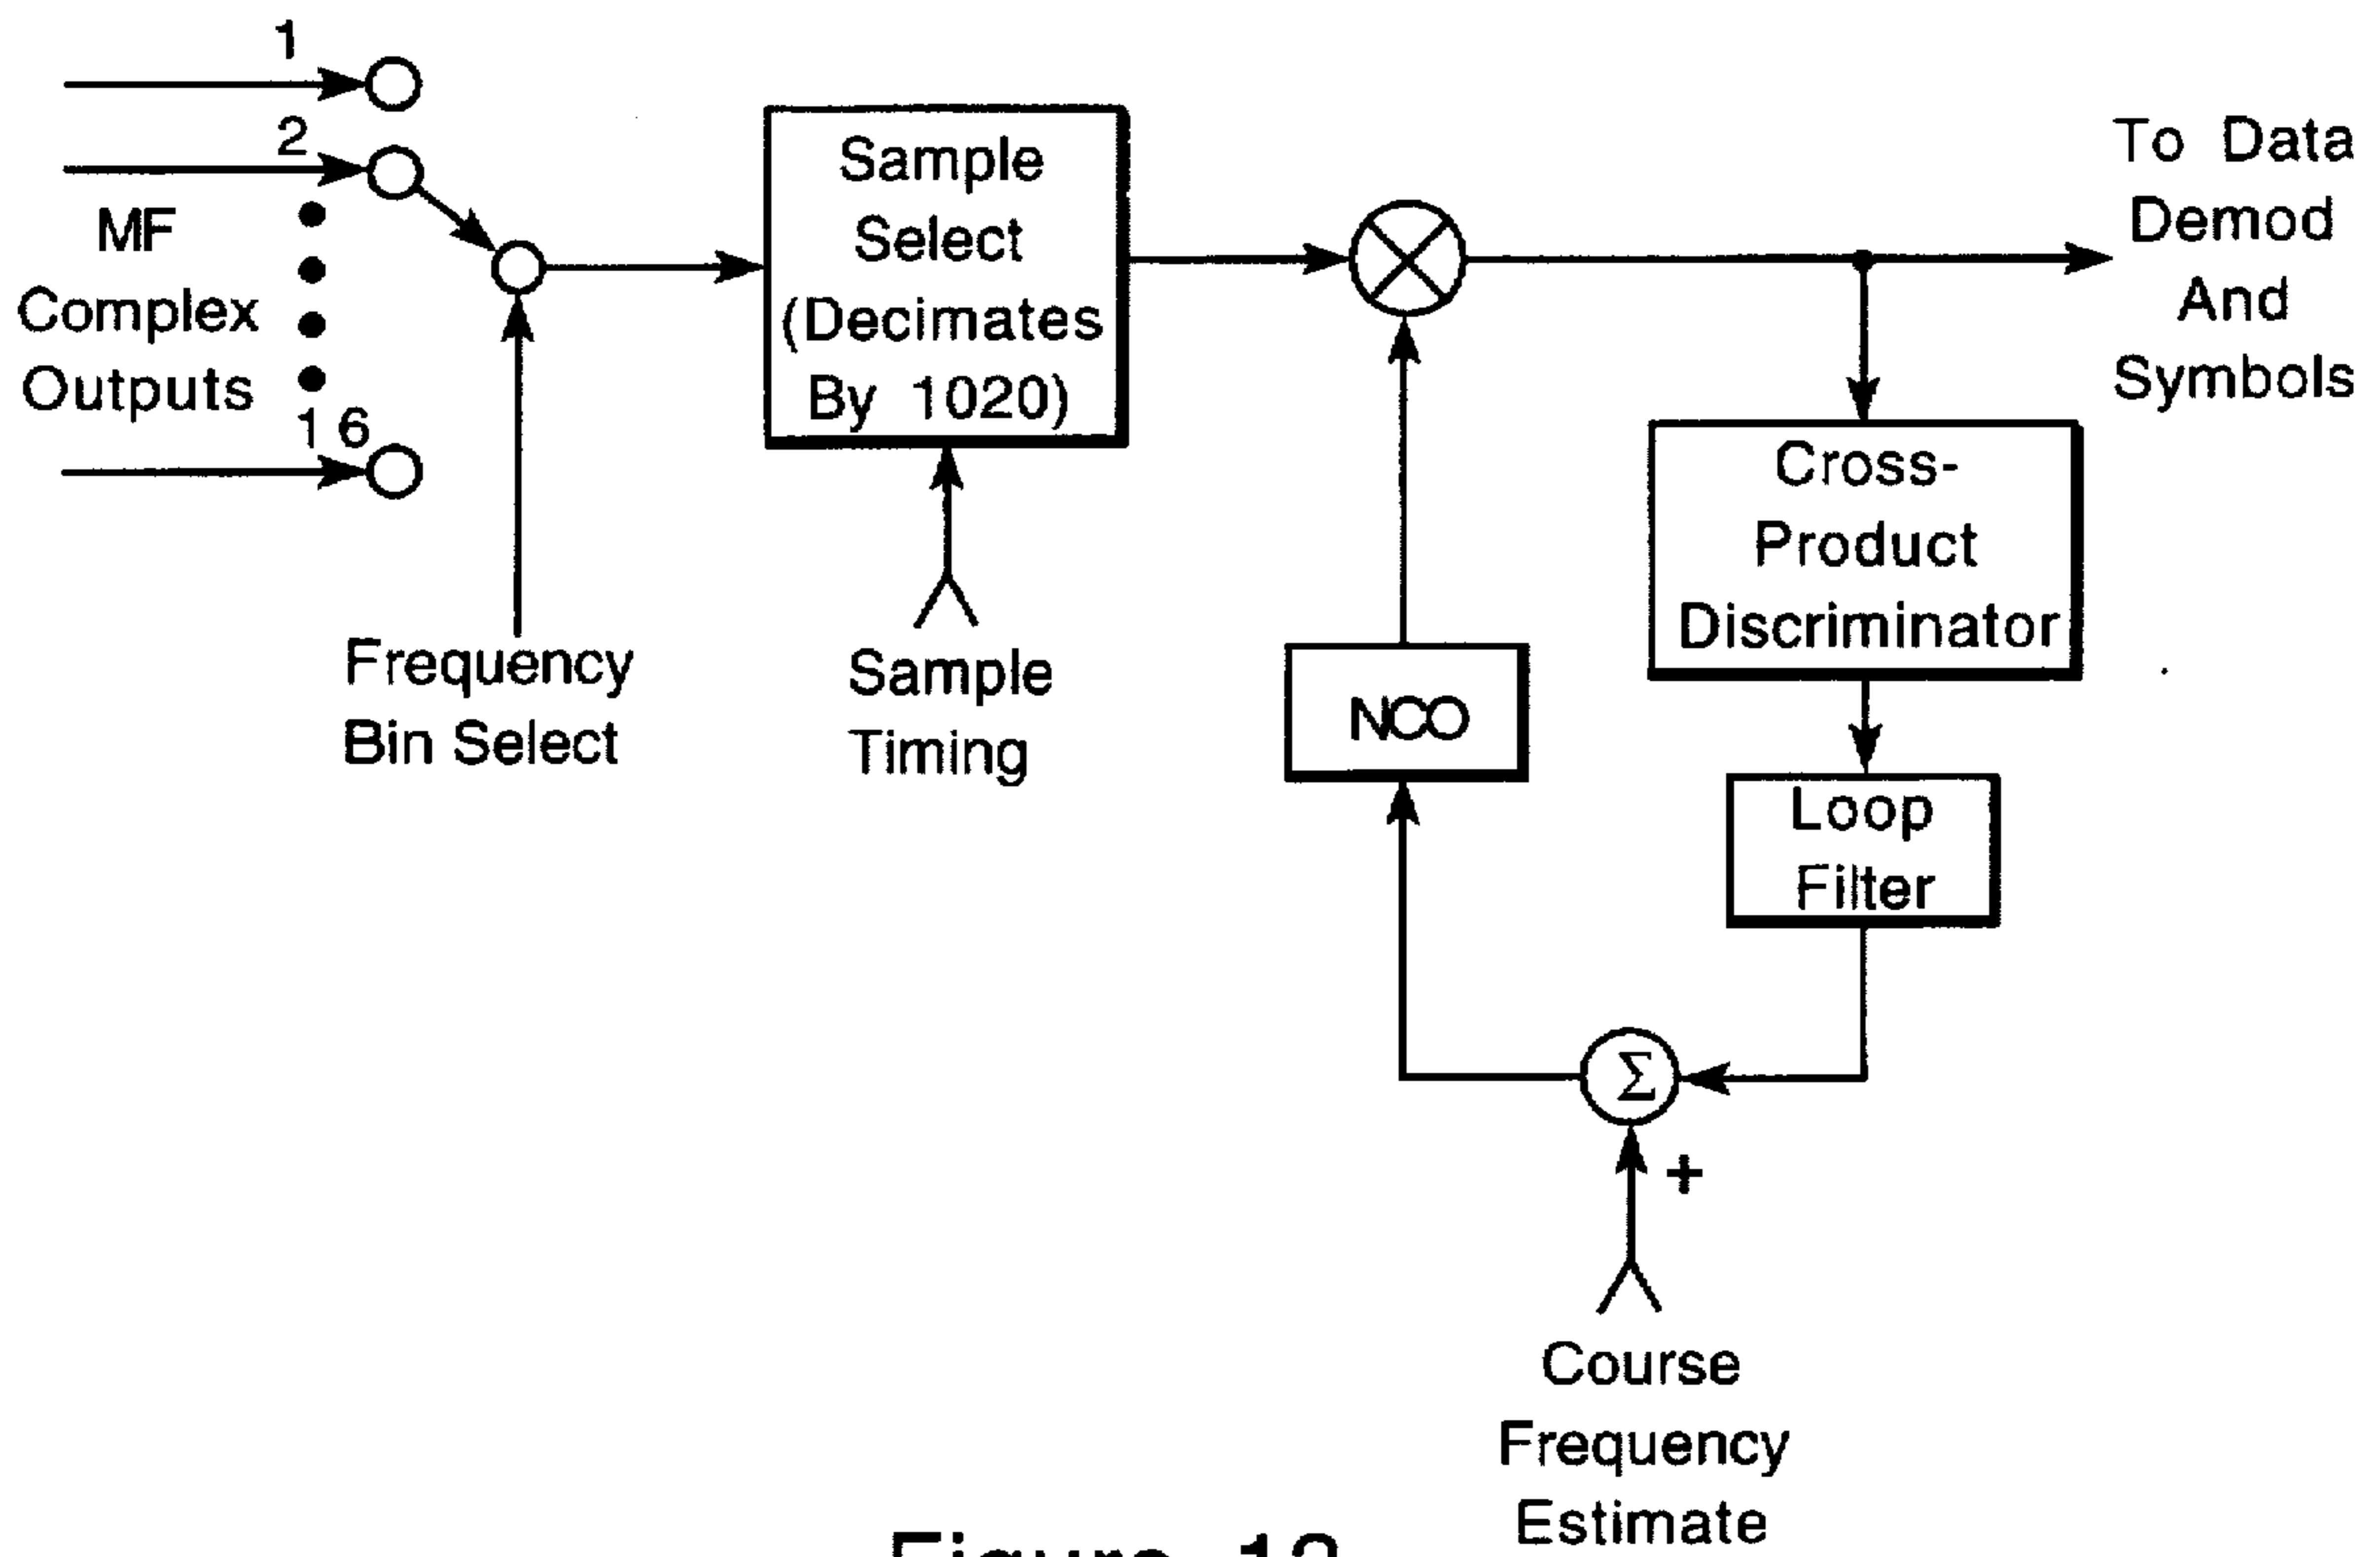 1
2
MF
Complex
Outputs
16
Frequency
Bin Select
Sample
Select
(Decimates
By 1020)
Sample
Timing
To Data
Demod
And
Symbols
Cross-
Product
Discriminator
NCO
Loop
Filter
Σ
+
Course
Frequency
Estimate
Figure